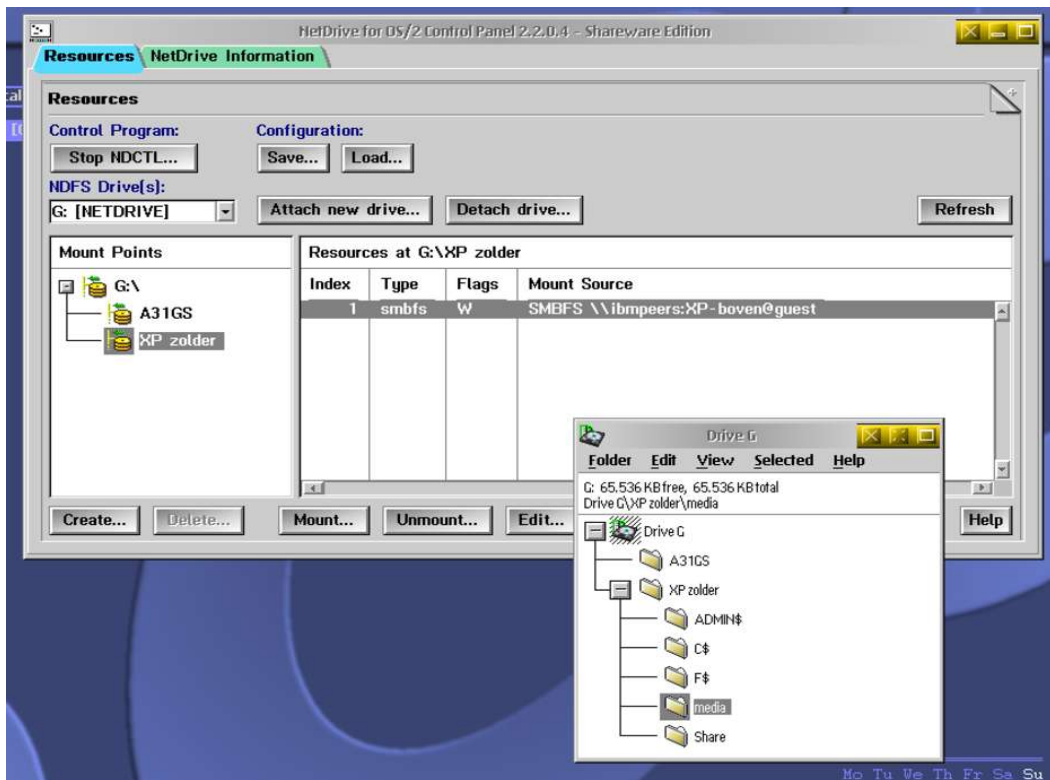 NetDrive for OS/2 Control Panel 2.2.0.4 - Shareware Edition
Resources NetDrive Information
Resources
Control Program: Configuration:
Stop NDCTL... Save... Load...
NDFS Drive(s):
G: [NETDRIVE] Attach new drive... Detach drive... Refresh
Mount Points Resources at G:\XP zolder
G:\ Index Type Flags Mount Source
A31GS 1 smbfs W SMBFS \\ibmpeers:XP-boven@guest
XP zolder
Create... Delete... Mount... Unmount... Edit... Help
Drive G
Folder Edit View Selected Help
G: 65.536 KB free, 65.536 KB total
Drive G\XP zolder\media
Drive G
A31GS
XP zolder
ADMIN$
C$
F$
media
Share
Mo Tu We Th Fr Sa Su